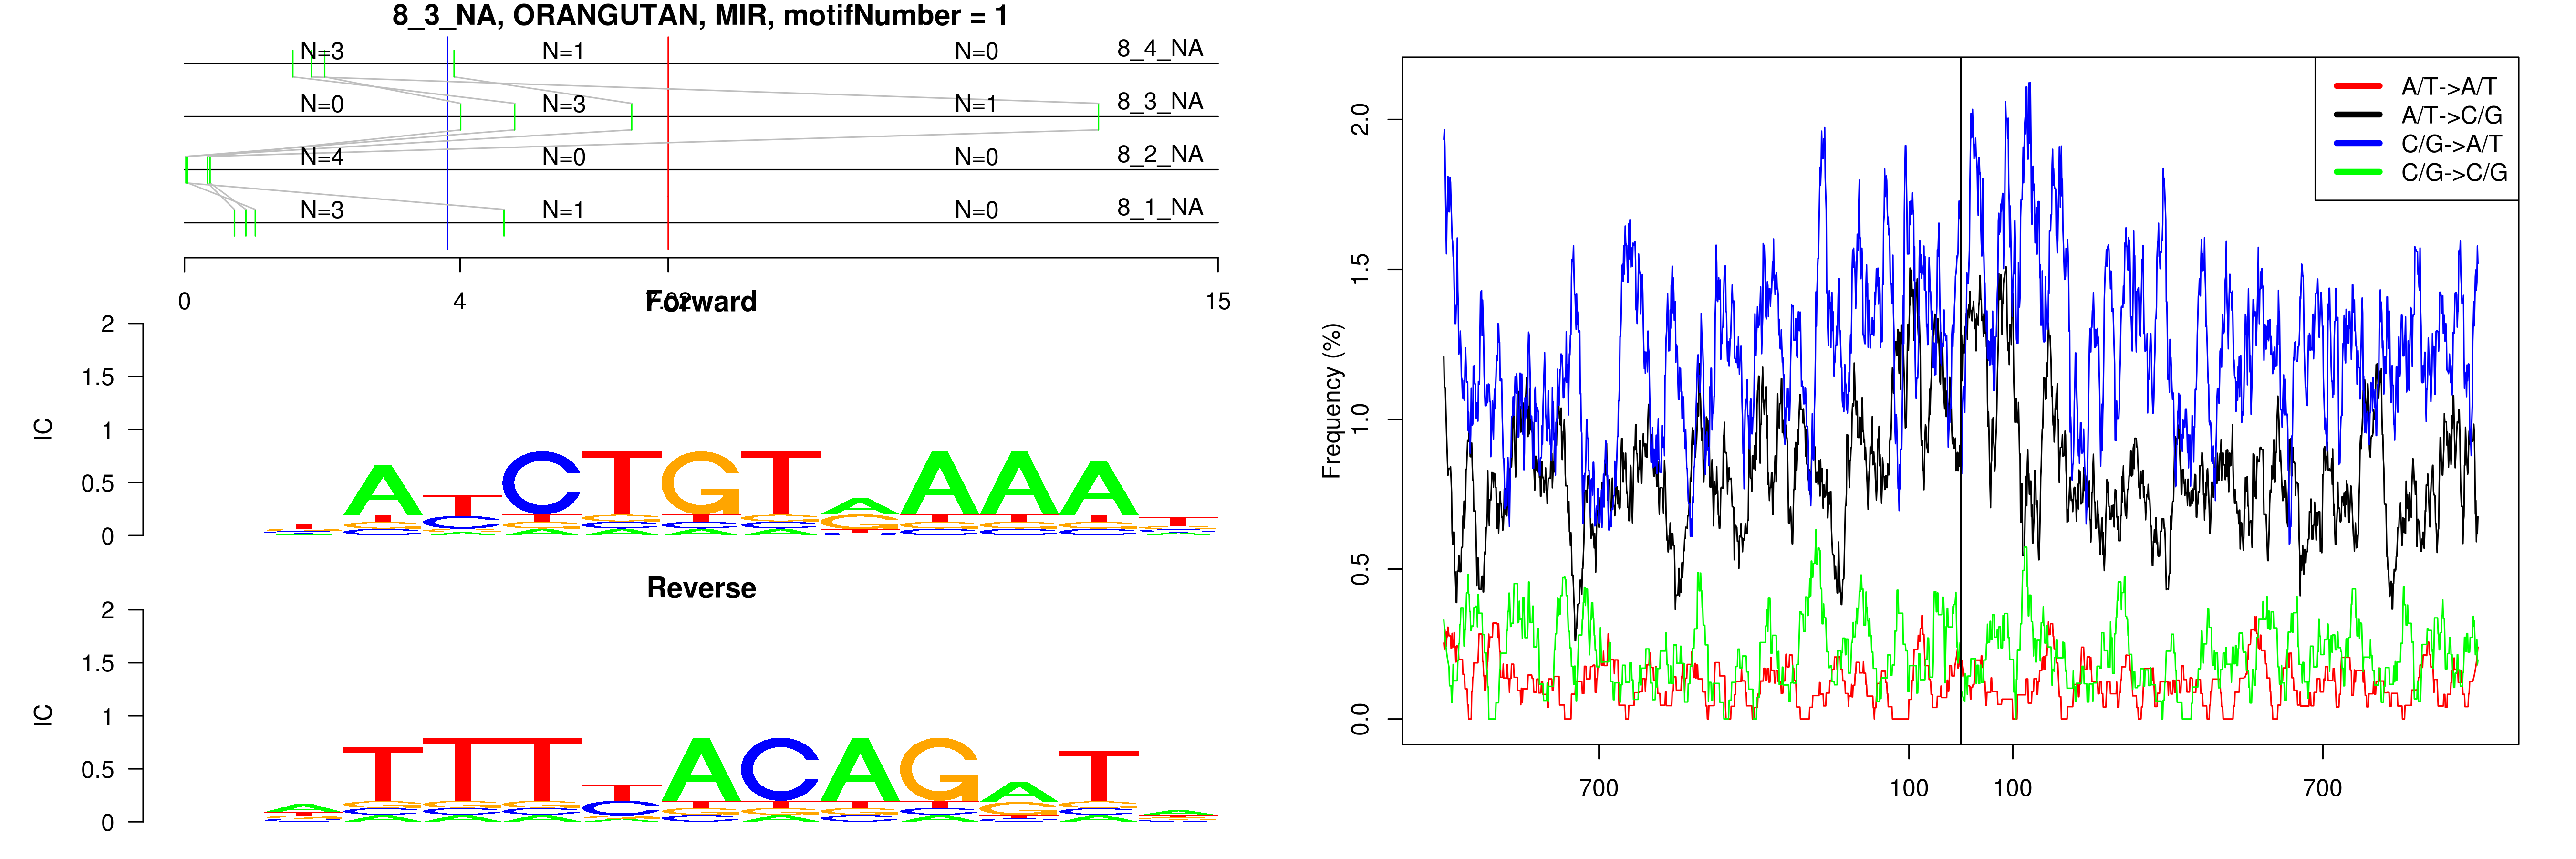 8_3_NA, ORANGUTAN, MIR, motifNumber = 1
N=3 N=1 N=0 8_4_NA
N=0 N=3 N=1 8_3_NA
N=4 N=0 N=0 8_2_NA
N=3 N=1 N=0 8_1_NA
0 4 7.02 15
Forward
2
1.5
1
0.5
0
IC
A T C T G T A A A A T
Reverse
2
1.5
1
0.5
0
IC
A T T T T A C A G A T A
2.0
1.5
1.0
0.5
0.0
Frequency (%)
A/T->A/T
A/T->C/G
C/G->A/T
C/G->C/G
700 100 100 700